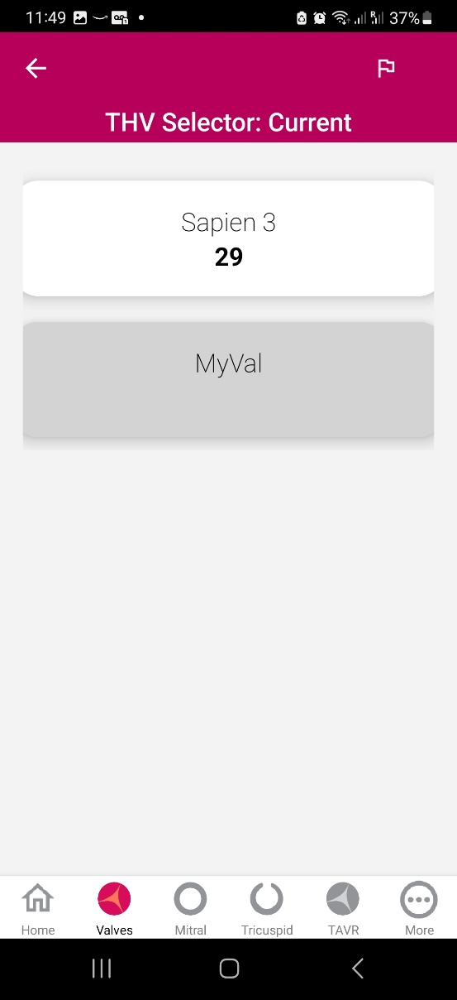 11:49
37%
THV Selector: Current
Sapien 3
29
MyVal
Home
Valves
Mitral
Tricuspid
TAVR
More